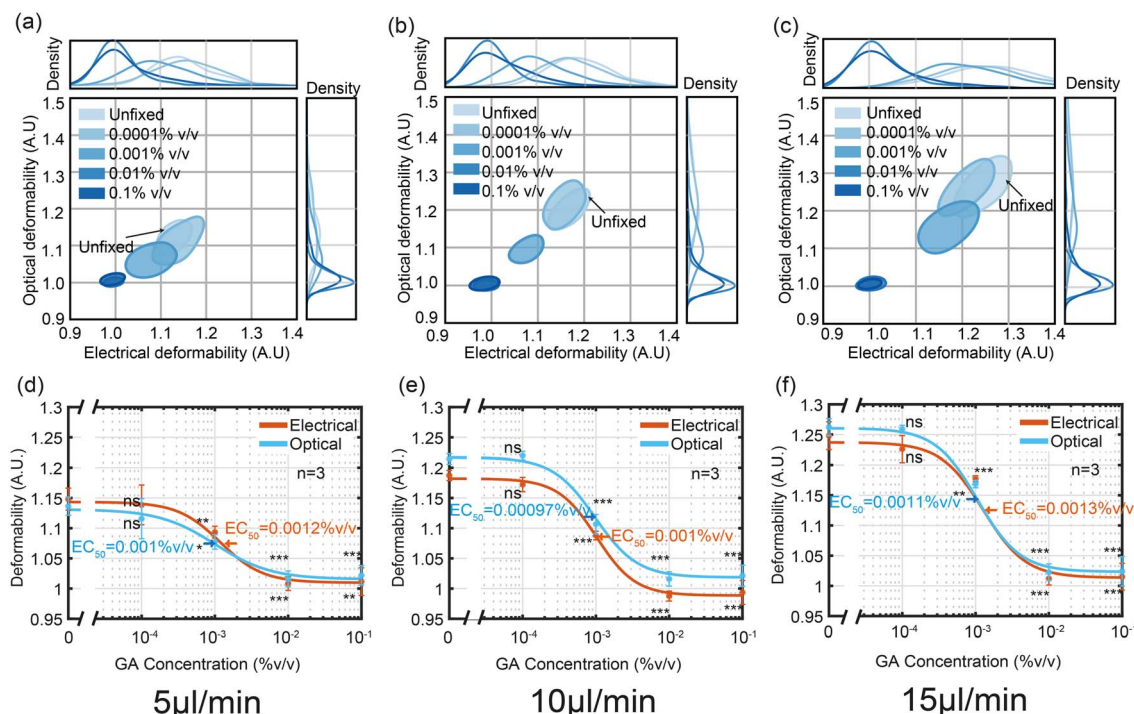 (a)
Density
Density
1.5
1.4
1.3
1.2
1.1
1.0
0.9
Optical deformability (A.U)
Unfixed
0.0001% v/v
0.001% v/v
0.01% v/v
0.1% v/v
Unfixed
0.9 1.0 1.1 1.2 1.3 1.4
Electrical deformability (A.U)
(b)
Density
Density
1.5
1.4
1.3
1.2
1.1
1.0
0.9
Optical deformability (A.U)
Unfixed
0.0001% v/v
0.001% v/v
0.01% v/v
0.1% v/v
Unfixed
0.9 1.0 1.1 1.2 1.3 1.4
Electrical deformability (A.U)
(c)
Density
Density
1.5
1.4
1.3
1.2
1.1
1.0
0.9
Optical deformability (A.U)
Unfixed
0.0001% v/v
0.001% v/v
0.01% v/v
0.1% v/v
Unfixed
0.9 1.0 1.1 1.2 1.3 1.4
Electrical deformability (A.U)
(d)
1.3
1.25
1.2
1.15
1.1
1.05
1
0.95
Deformability (A.U.)
Electrical
Optical
n=3
ns
ns
**
EC50=0.0012%v/v
EC50=0.001%v/v
*
***
***
***
**
0 10-4 10-3 10-2 10-1
GA Concentration (%v/v)
5µl/min
(e)
1.3
1.25
1.2
1.15
1.1
1.05
1
0.95
Deformability (A.U.)
Electrical
Optical
n=3
ns
ns
***
EC50=0.00097%v/v
EC50=0.001%v/v
***
***
***
***
***
0 10-4 10-3 10-2 10-1
GA Concentration (%v/v)
10µl/min
(f)
1.3
1.25
1.2
1.15
1.1
1.05
1
0.95
Deformability (A.U.)
Electrical
Optical
n=3
ns
ns
***
**
EC50=0.0011%v/v
EC50=0.0013%v/v
***
***
***
***
0 10-4 10-3 10-2 10-1
GA Concentration (%v/v)
15µl/min